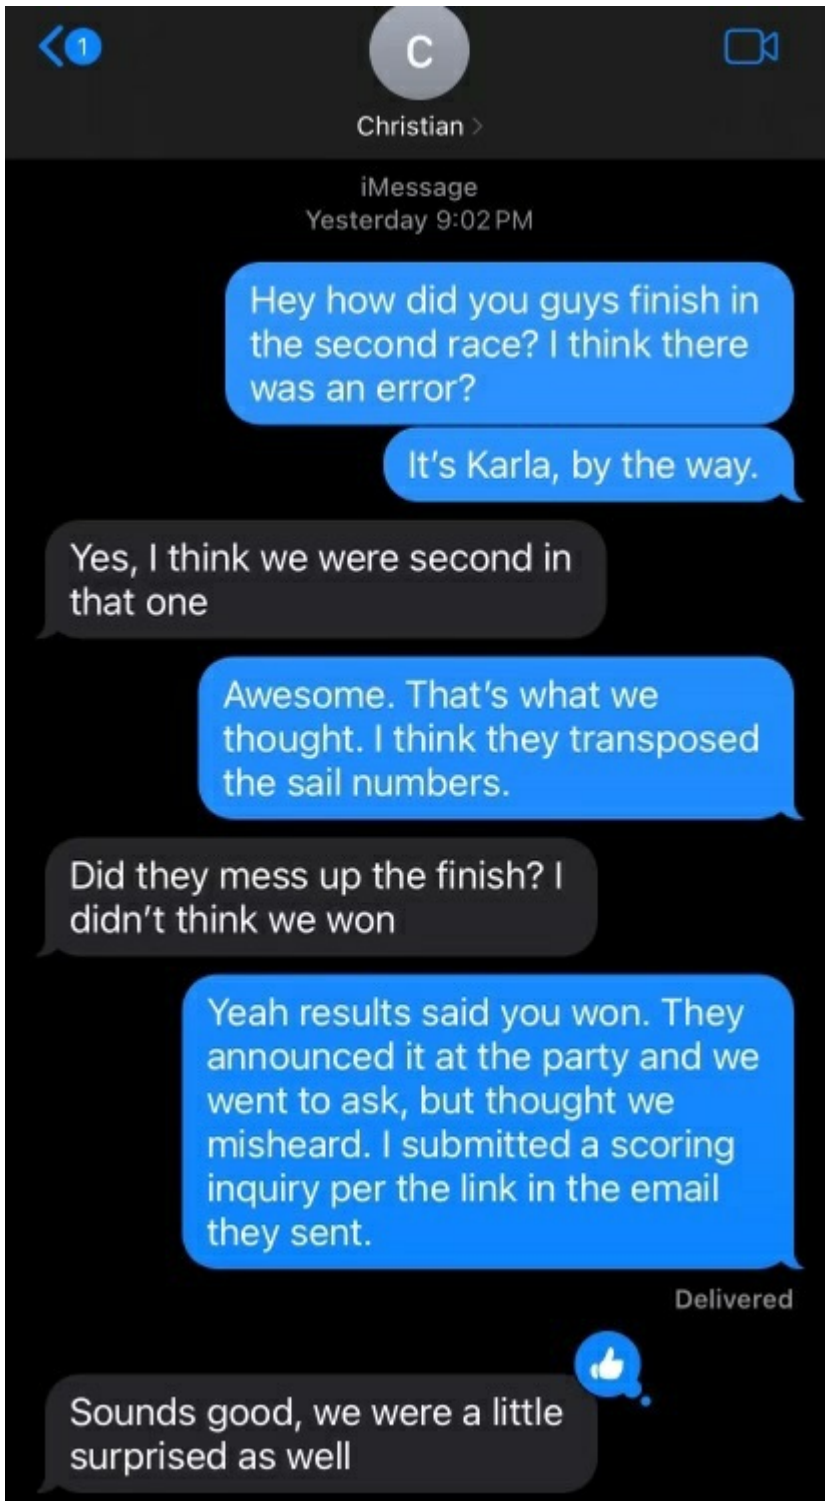 1
C
Christian
iMessage
Yesterday 9:02 PM
Hey how did you guys finish in
the second race? I think there
was an error?
It's Karla, by the way.
Yes, I think we were second in
that one
Awesome. That's what we
thought. I think they transposed
the sail numbers.
Did they mess up the finish? I
didn't think we won
Yeah results said you won. They
announced it at the party and we
went to ask, but thought we
misheard. I submitted a scoring
inquiry per the link in the email
they sent.
Delivered
Sounds good, we were a little
surprised as well